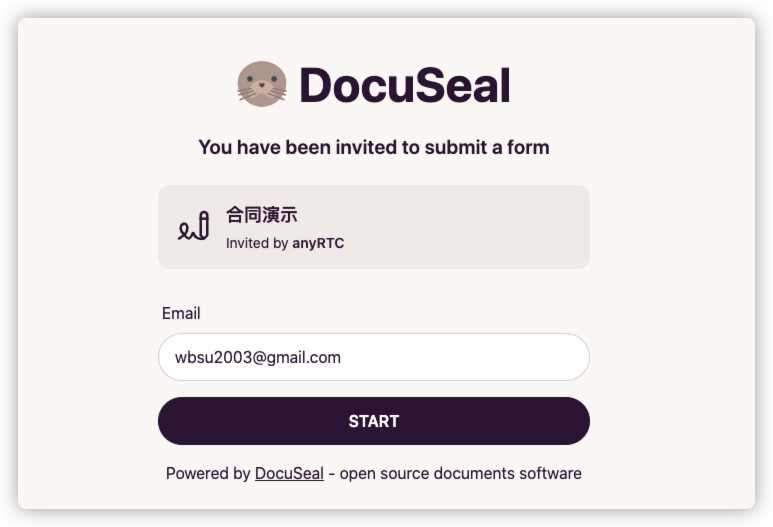 DocuSeal
You have been invited to submit a form
合同演示
Invited by anyRTC
Email
wbsu2003@gmail.com
START
Powered by DocuSeal - open source documents software